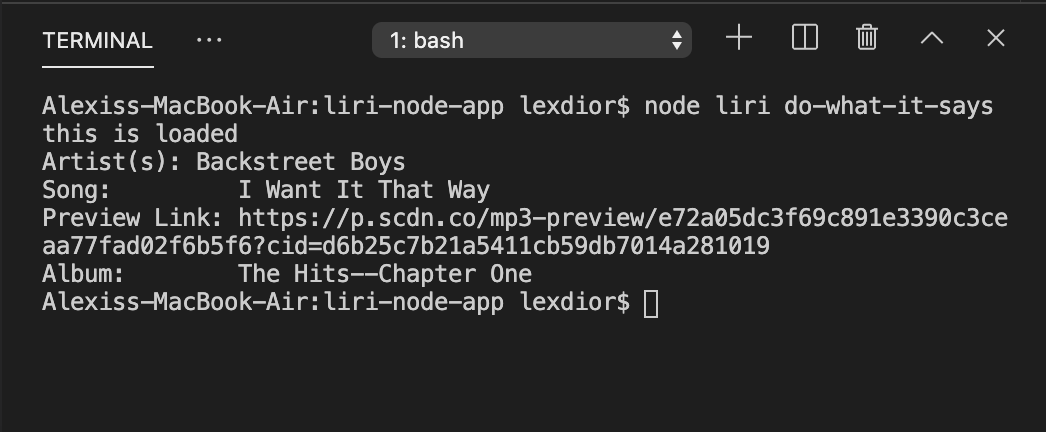 TERMINAL ... 1: bash
Alexiss-MacBook-Air:liri-node-app lexdior$ node liri do-what-it-says
this is loaded
Artist(s): Backstreet Boys
Song:         I Want It That Way
Preview Link: https://p.scdn.co/mp3-preview/e72a05dc3f69c891e3390c3ce
aa77fad02f6b5f6?cid=d6b25c7b21a5411cb59db7014a281019
Album:        The Hits--Chapter One
Alexiss-MacBook-Air:liri-node-app lexdior$